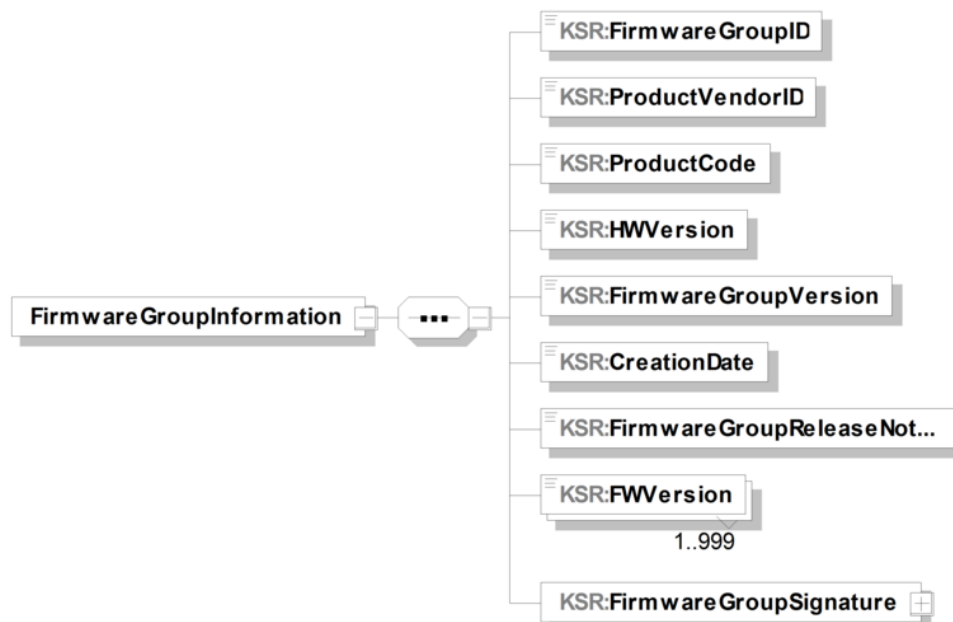 KSR:FirmwareGroupID
KSR:ProductVendorID
KSR:ProductCode
KSR:HWVersion
FirmwareGroupInformation
KSR:FirmwareGroupVersion
KSR:CreationDate
KSR:FirmwareGroupReleaseNot...
KSR:FWVersion
1..999
KSR:FirmwareGroupSignature